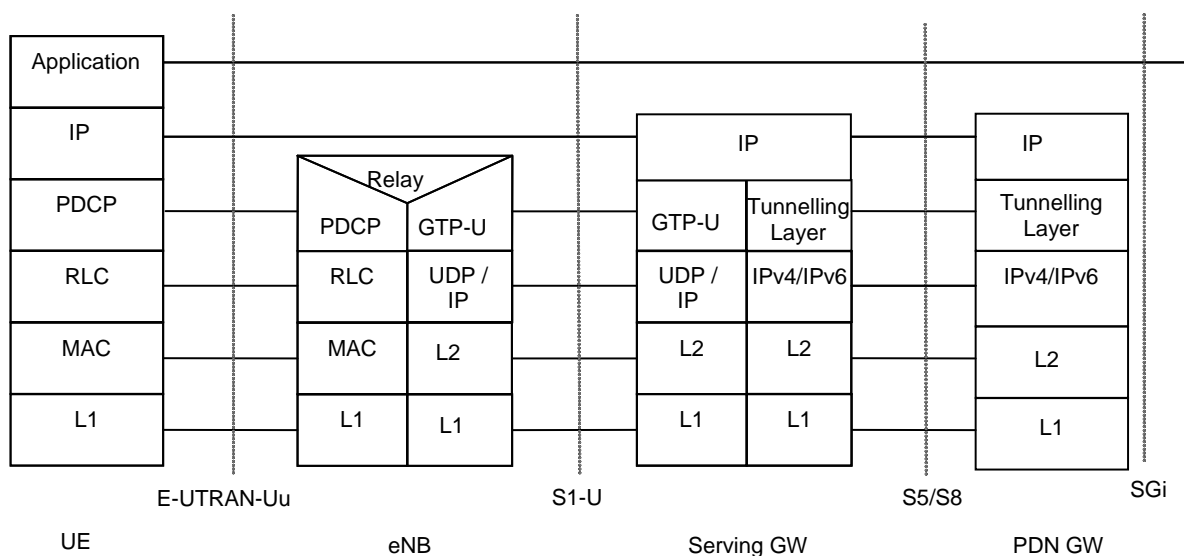 Application
IP
IP
IP
Relay
PDCP
PDCP
GTP-U
GTP-U
Tunnelling
Layer
Tunnelling
Layer
RLC
RLC
UDP /
IP
UDP /
IP
IPv4/IPv6
IPv4/IPv6
MAC
MAC
L2
L2
L2
L2
L1
L1
L1
L1
L1
L1
E-UTRAN-Uu
S1-U
S5/S8
SGi
UE
eNB
Serving GW
PDN GW